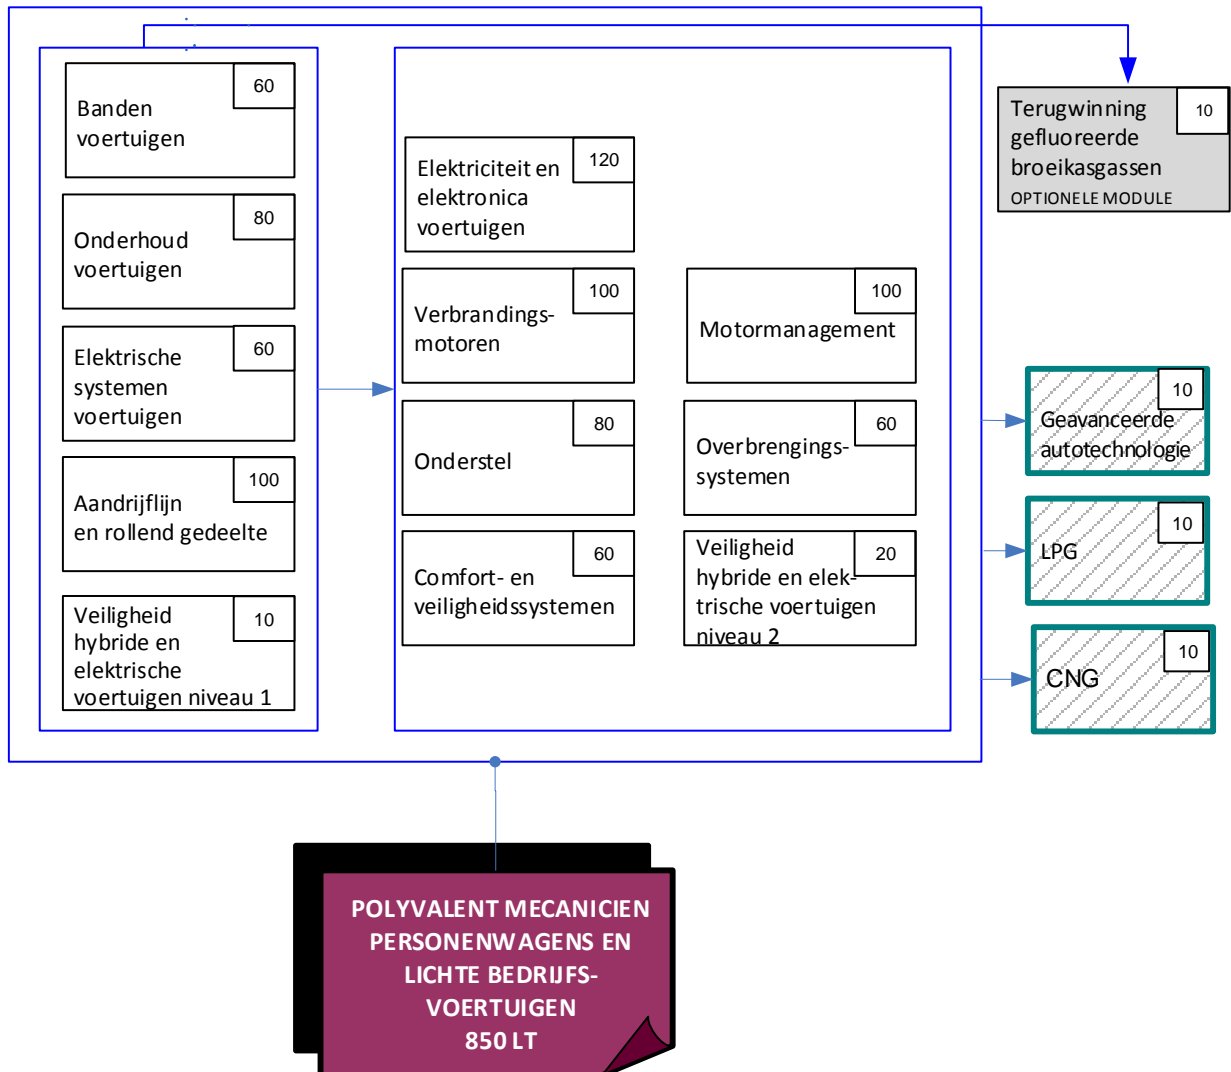 60
Banden
voertuigen
80
Onderhoud
voertuigen
60
Elektrische
systemen
voertuigen
100
Aandrijflijn
en rollend gedeelte
10
Veiligheid
hybride en
elektrische
voertuigen niveau 1
120
Elektriciteit en
elektronica
voertuigen
100
Verbrandings-
motoren
80
Onderstel
60
Comfort- en
veiligheidssystemen
100
Motormanagement
60
Overbrengings-
systemen
20
Veiligheid
hybride en elek-
trische voertuigen
niveau 2
10
Terugwinning
gefluoreerde
broeikasgassen
OPTIONELE MODULE
10
Geavanceerde
autotechnologie
10
LPG
10
CNG
POLYVALENT MECANICIEN
PERSONENWAGENS EN
LICHTE BEDRIJFS-
VOERTUIGEN
850 LT